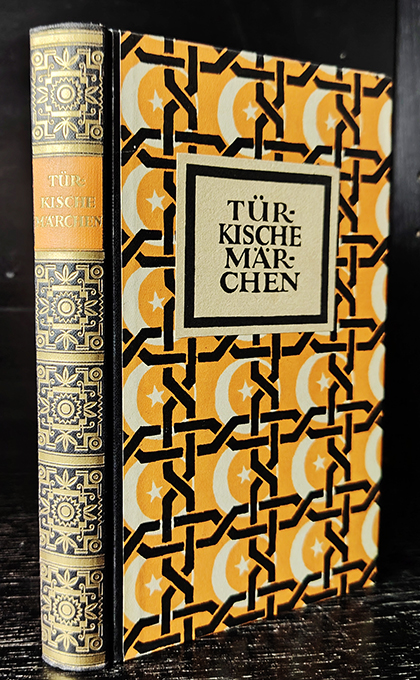 TÜR-
KISCHE
MÄRCHEN
TÜR-
KISCHE
MÄR-
CHEN